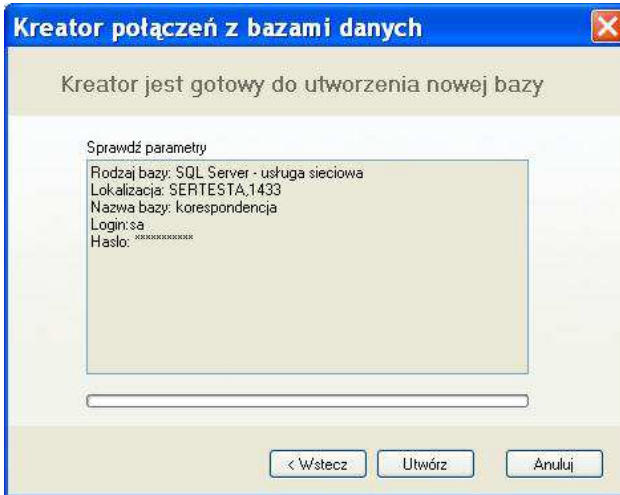 Kreator połączeń z bazami danych
Kreator jest gotowy do utworzenia nowej bazy
Sprawdź parametry
Rodzaj bazy: SQL Server - usługa sieciowa
Lokalizacja: SERTESTA,1433
Nazwa bazy: korespondencja
Login:sa
Hasło: ***********
< Wstecz
Utwórz
Anuluj